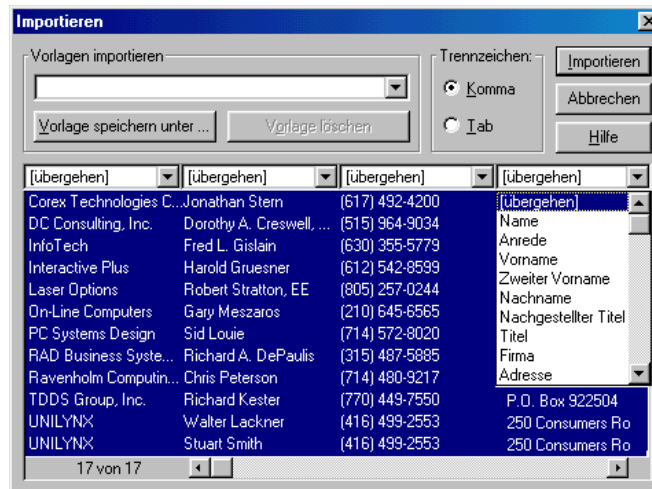 Importieren
Vorlagen importieren
Trennzeichen:
Importieren
Komma
Abbrechen
Vorlage speichern unter ...
Vorlage löschen
Tab
Hilfe
[übergehen] [übergehen] [übergehen] [übergehen]
Corex Technologies C... Jonathan Stern (617) 492-4200 [übergehen]
DC Consulting, Inc. Dorothy A. Creswell, ... (515) 964-9034 Name
Anrede
InfoTech Fred L. Gislain (630) 355-5779 Vorname
Interactive Plus Harold Gruesner (612) 542-8599 Zweiter Vorname
Laser Options Robert Stratton, EE (805) 257-0244 Nachname
On-Line Computers Gary Meszaros (210) 645-6565 Nachgestellter Titel
PC Systems Design Sid Louie (714) 572-8020 Titel
RAD Business Syste... Richard A. DePaulis (315) 487-5885 Firma
Ravenholm Computin... Chris Peterson (714) 480-9217 Adresse
TDDS Group, Inc. Richard Kester (770) 449-7550 P.O. Box 922504
UNILYNX Walter Lackner (416) 499-2553 250 Consumers Ro
UNILYNX Stuart Smith (416) 499-2553 250 Consumers Ro
17 von 17